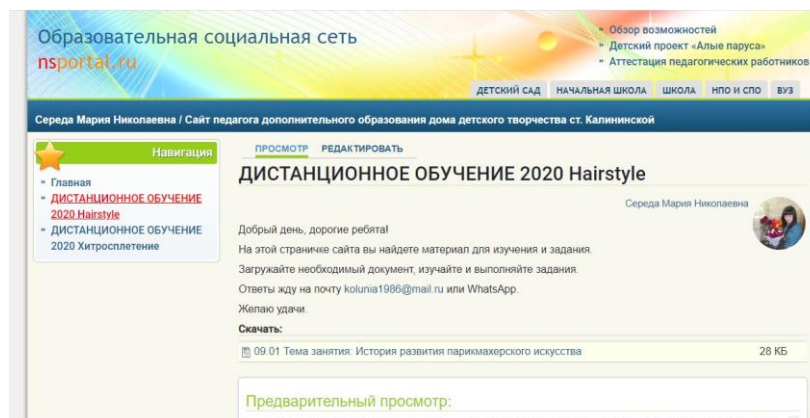 Образовательная социальная сеть
nsportal.ru
Обзор возможностей
Детский проект «Алые паруса»
Аттестация педагогических работников
ДЕТСКИЙ САД НАЧАЛЬНАЯ ШКОЛА ШКОЛА НПО И СПО ВУЗ
Середа Мария Николаевна / Сайт педагога дополнительного образования дома детского творчества ст. Калининской
Навигация
Главная
ДИСТАНЦИОННОЕ ОБУЧЕНИЕ
2020 Hairstyle
ДИСТАНЦИОННОЕ ОБУЧЕНИЕ
2020 Хитросплетение
ПРОСМОТР РЕДАКТИРОВАТЬ
ДИСТАНЦИОННОЕ ОБУЧЕНИЕ 2020 Hairstyle
Середа Мария Николаевна
Добрый день, дорогие ребята!
На этой страничке сайта вы найдете материал для изучения и задания.
Загружайте необходимый документ, изучайте и выполняйте задания.
Ответы жду на почту kolunia1986@mail.ru или WhatsApp.
Желаю удачи.
Скачать:
09.01 Тема занятия: История развития парикмахерского искусства 28 КБ
Предварительный просмотр: